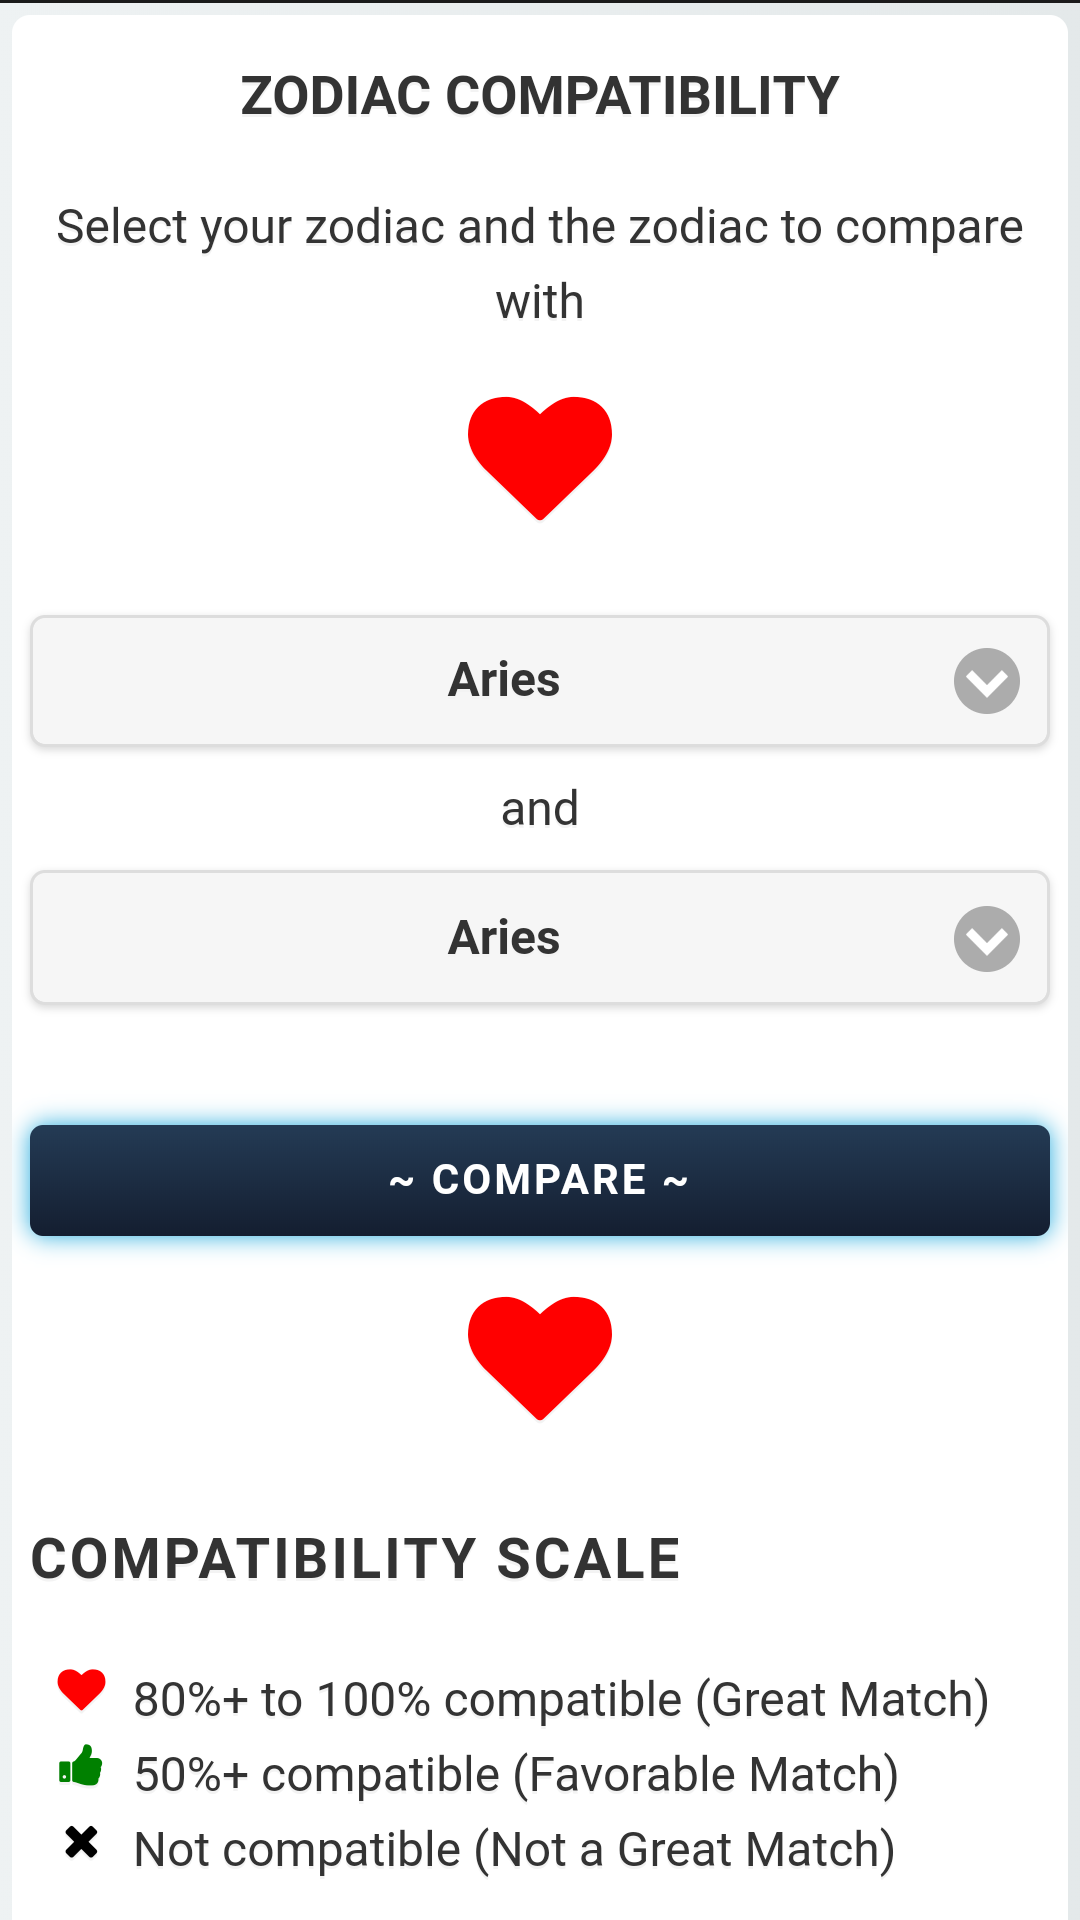 ZODIAC COMPATIBILITY
Select your zodiac and the zodiac to compare
with
Aries
and
Aries
~ COMPARE ~
COMPATIBILITY SCALE
80%+ to 100% compatible (Great Match)
50%+ compatible (Favorable Match)
Not compatible (Not a Great Match)